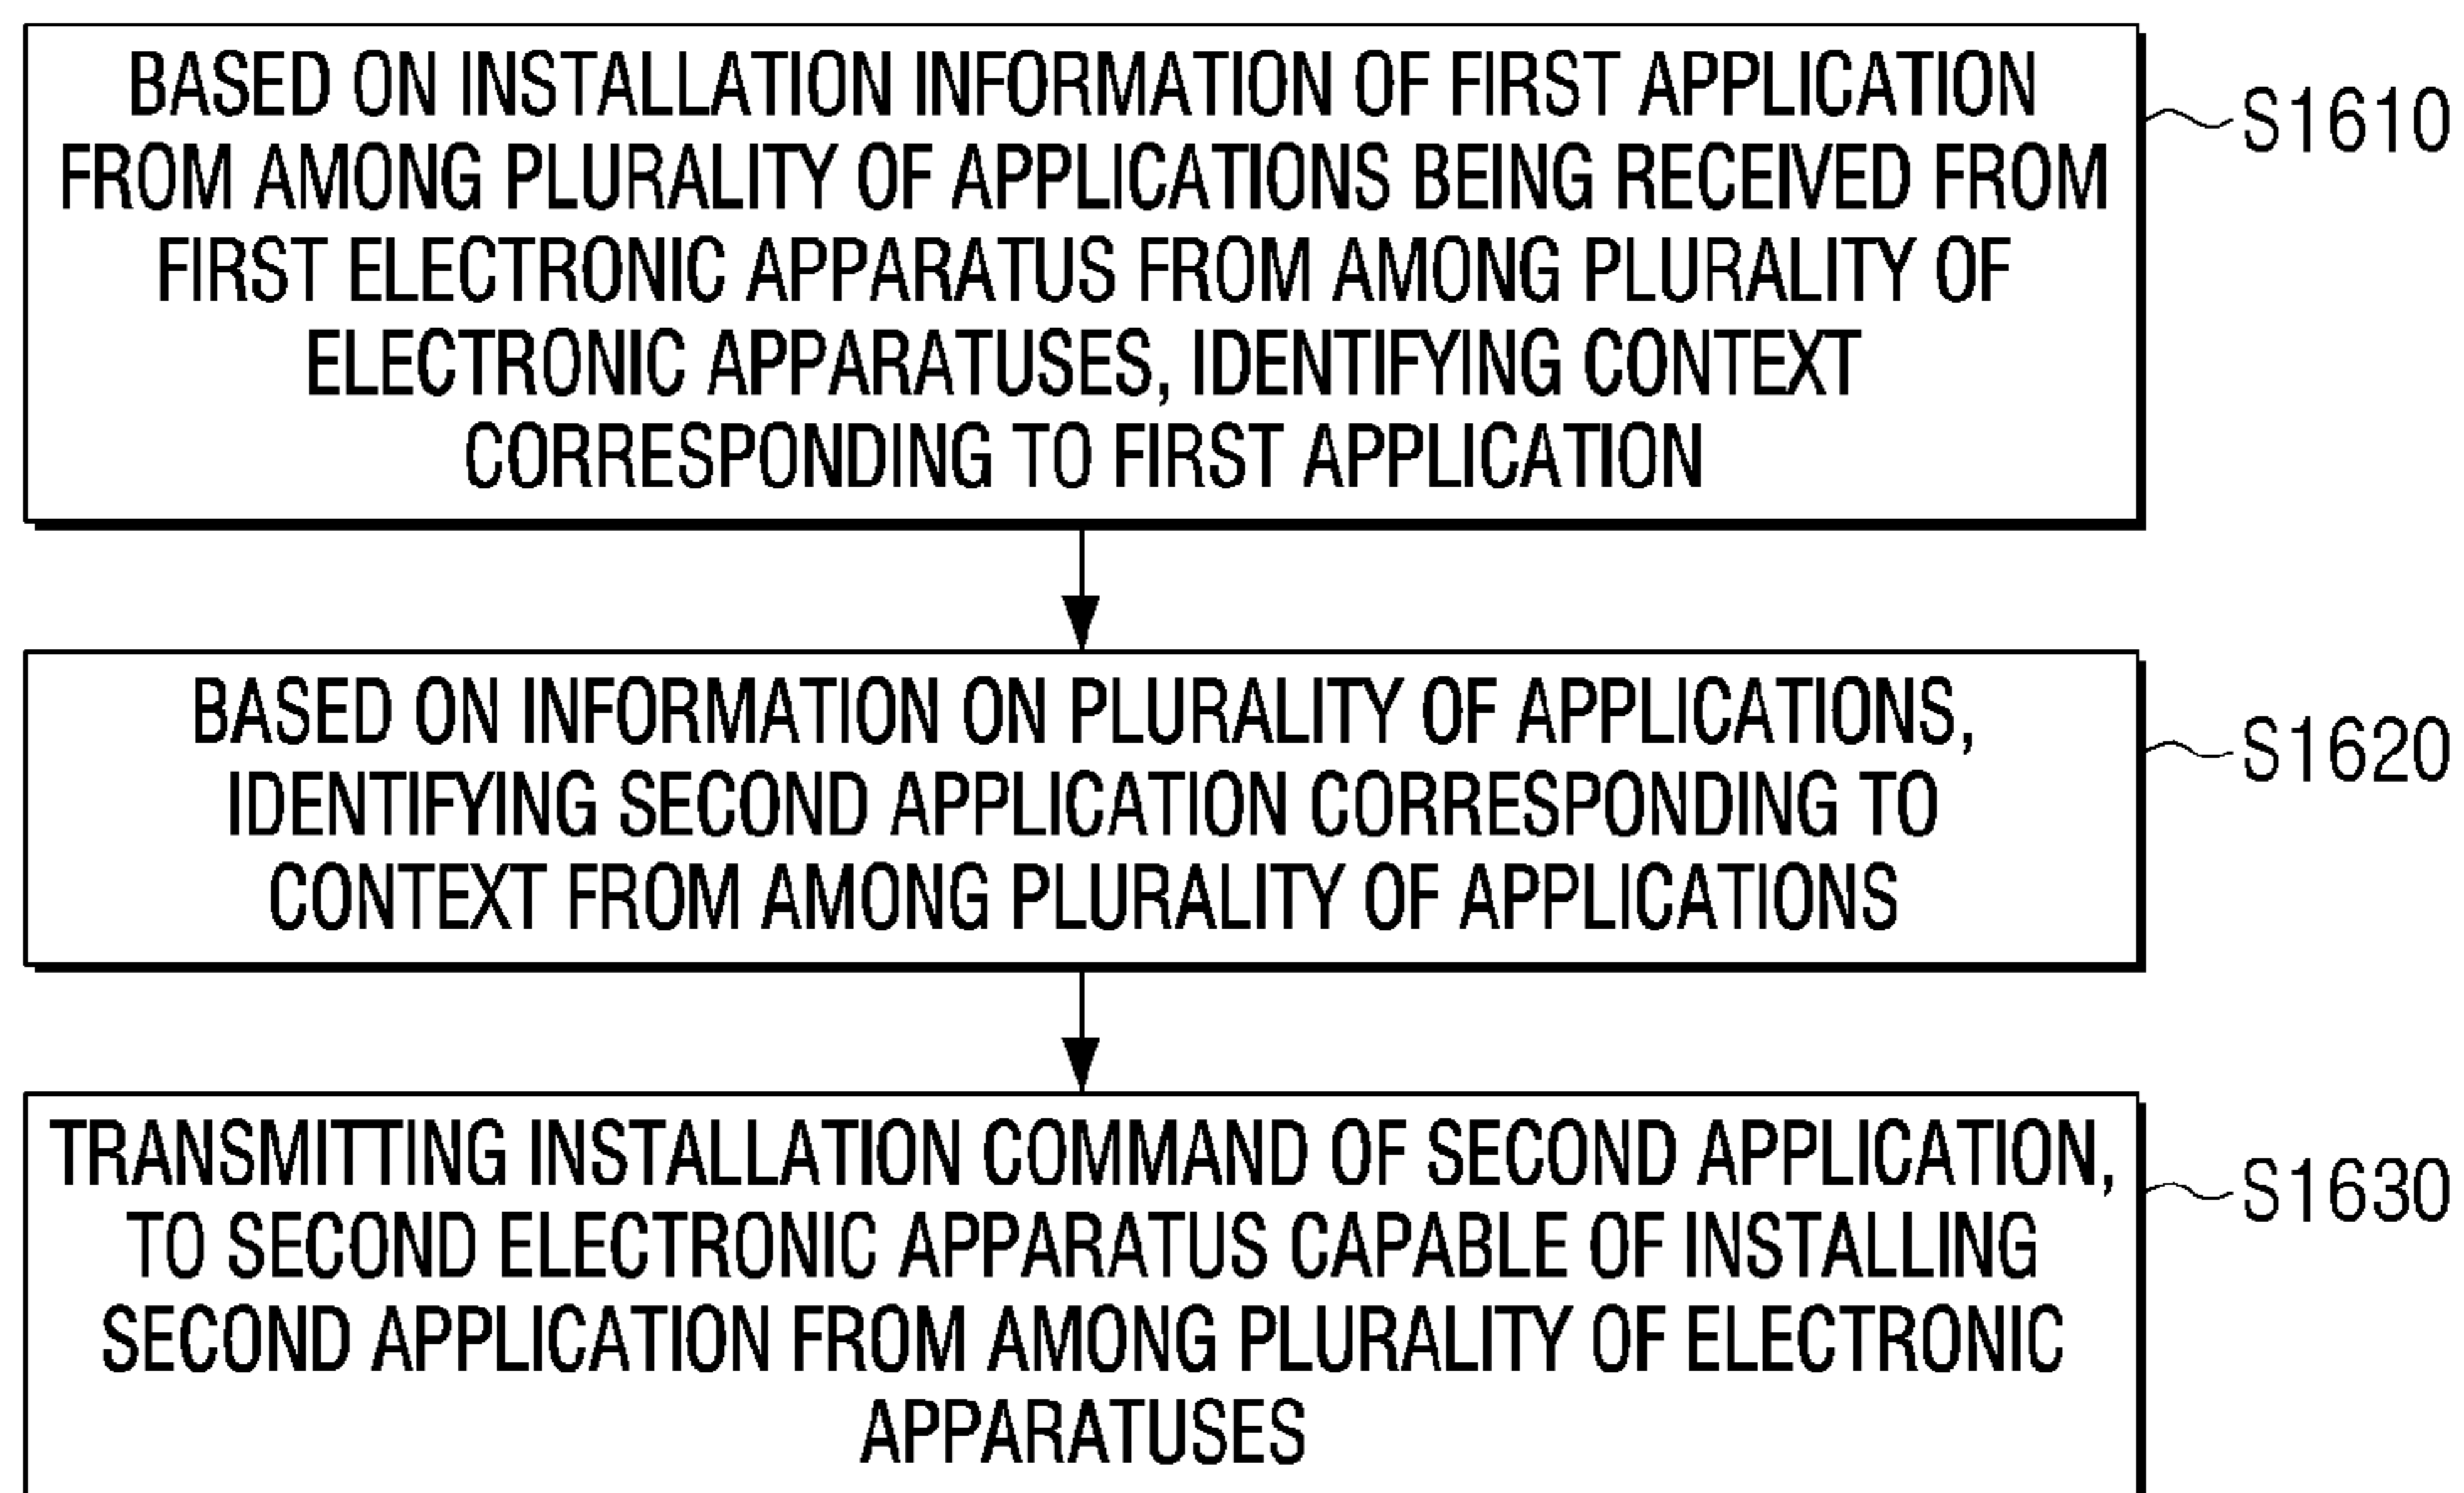 BASED ON INSTALLATION INFORMATION OF FIRST APPLICATION
FROM AMONG PLURALITY OF APPLICATIONS BEING RECEIVED FROM
FIRST ELECTRONIC APPARATUS FROM AMONG PLURALITY OF
ELECTRONIC APPARATUSES, IDENTIFYING CONTEXT
CORRESPONDING TO FIRST APPLICATION
S1610
BASED ON INFORMATION ON PLURALITY OF APPLICATIONS,
IDENTIFYING SECOND APPLICATION CORRESPONDING TO
CONTEXT FROM AMONG PLURALITY OF APPLICATIONS
S1620
TRANSMITTING INSTALLATION COMMAND OF SECOND APPLICATION,
TO SECOND ELECTRONIC APPARATUS CAPABLE OF INSTALLING
SECOND APPLICATION FROM AMONG PLURALITY OF ELECTRONIC
APPARATUSES
S1630